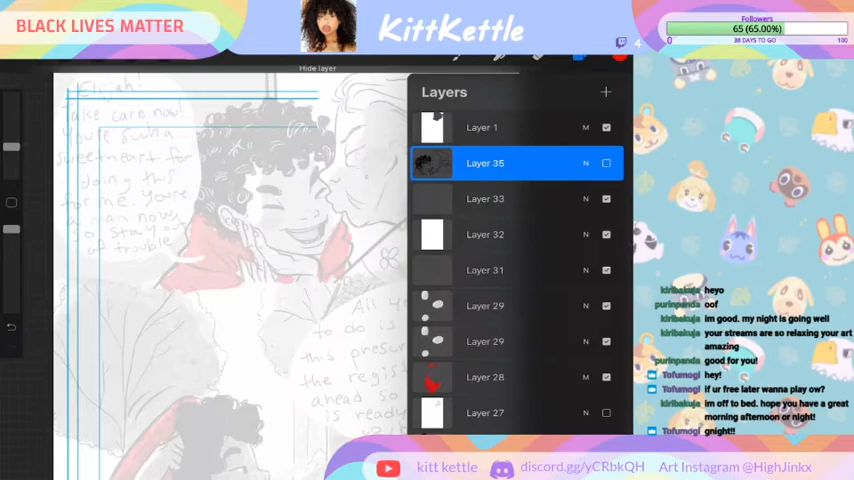 BLACK LIVES MATTER
KittKettle
4
Followers
65 (65.00%)
0
38 DAYS TO GO
100
Hide layer
Elijah!
Take care now!
You're such a
sweetheart for
doing this
for me. You're
a man now,
so stay out
of trouble.
All y
to do is
this prescr
the regist
ahead so
is ready
Layers
+
Layer 1
M
Layer 35
N
Layer 33
N
Layer 32
N
Layer 31
N
Layer 29
N
Layer 29
N
Layer 28
M
Layer 27
N
kiribakuja heyo
purinpanda oof
kiribakuja im good. my night is going well
kiribakuja your streams are so relaxing your art
amazing
purinpanda good for you!
Tofumogi hey!
Tofumogi if ur free later wanna play ow?
kiribakuja im off to bed. hope you have a great
morning afternoon or night!
Tofumogi gnight!!
kitt kettle
discord.gg/yCRbkQH
Art Instagram @HighJinkx